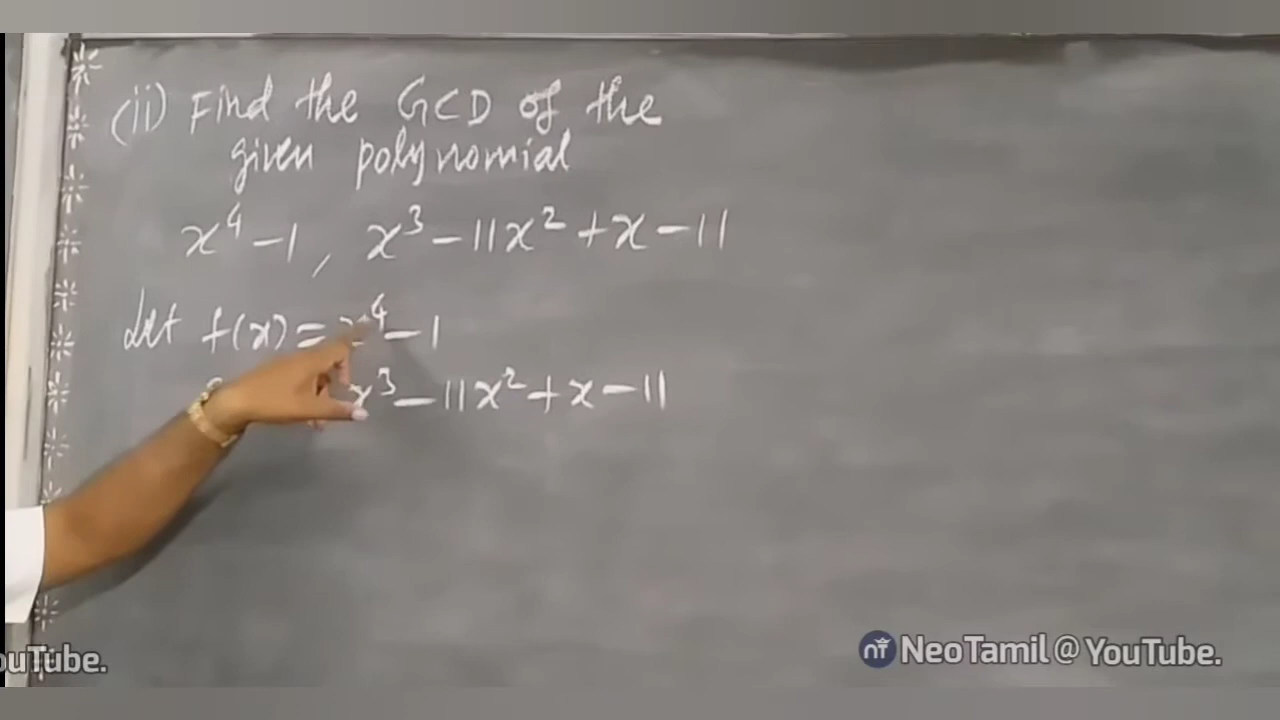 (ii) Find the GCD of the
given polynomial
x⁴-1, x³-11x²+x-11
Let f(x)=x⁴-1
x³-11x²+x-11
ouTube.
NeoTamil @ YouTube.